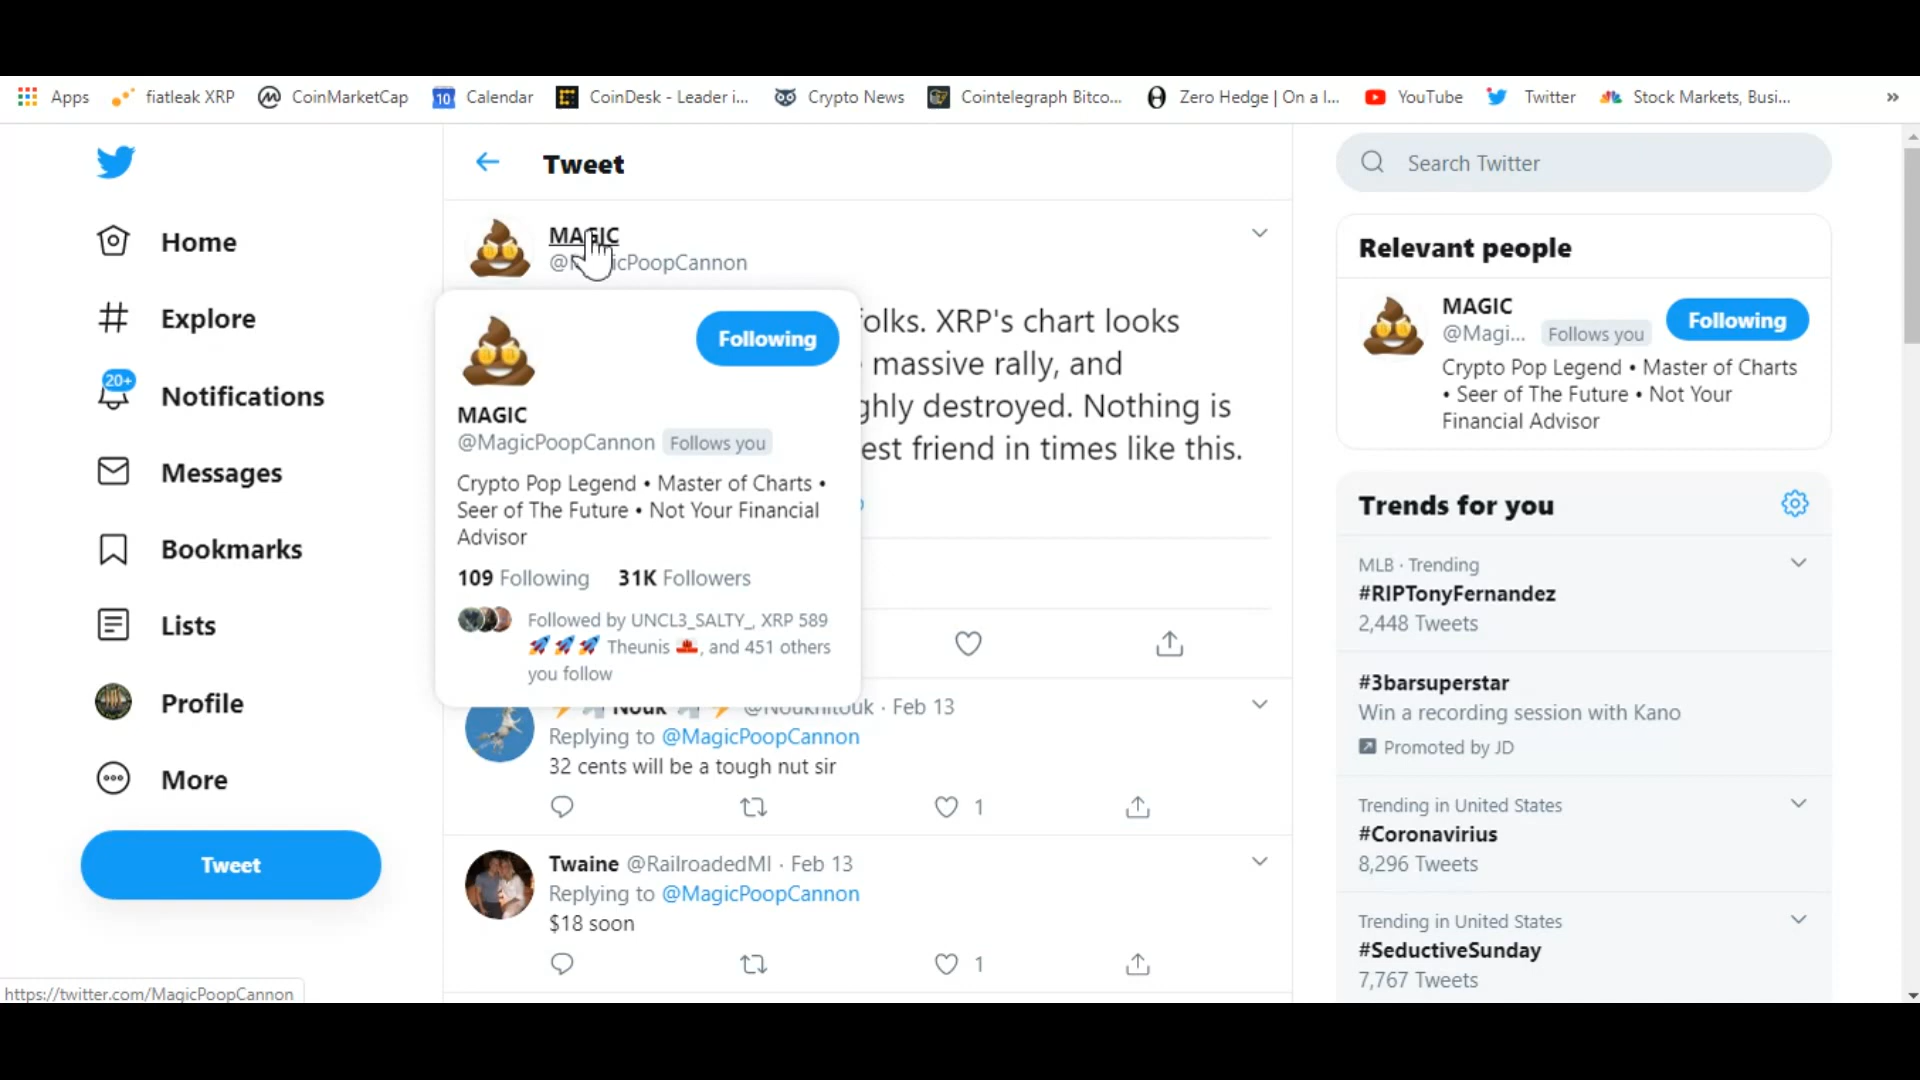 Apps fiatleak XRP CoinMarketCap 10 Calendar CoinDesk - Leader i... Crypto News Cointelegraph Bitco... Zero Hedge | On a l... YouTube Twitter Stock Markets, Busi... »
Home
Explore
20+
Notifications
Messages
Bookmarks
Lists
Profile
More
Tweet
https://twitter.com/MagicPoopCannon
Tweet
MAGIC
folks. XRP's chart looks
massive rally, and
ghly destroyed. Nothing is
est friend in times like this.
Following
MAGIC
@MagicPoopCannon Follows you
Crypto Pop Legend • Master of Charts •
Seer of The Future • Not Your Financial
Advisor
109 Following 31K Followers
Followed by UNCL3_SALTY_, XRP 589
🚀🚀🚀 Theunis, and 451 others
you follow
Nouk · Feb 13
Replying to @MagicPoopCannon
32 cents will be a tough nut sir
1
Twaine @RailroadedMI · Feb 13
Replying to @MagicPoopCannon
$18 soon
1
Search Twitter
Relevant people
MAGIC
@Magi... Follows you
Following
Crypto Pop Legend • Master of Charts
• Seer of The Future • Not Your
Financial Advisor
Trends for you
MLB · Trending
#RIPTonyFernandez
2,448 Tweets
#3barsuperstar
Win a recording session with Kano
Promoted by JD
Trending in United States
#Coronavirius
8,296 Tweets
Trending in United States
#SeductiveSunday
7,767 Tweets